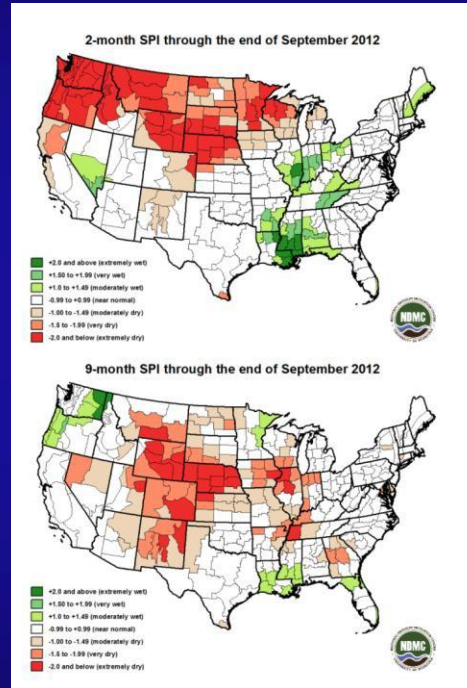 2-month SPI through the end of September 2012
+2.0 and above (extremely wet)
+1.50 to +1.99 (very wet)
+1.0 to +1.49 (moderately wet)
-0.99 to +0.99 (near normal)
-1.00 to -1.49 (moderately dry)
-1.5 to -1.99 (very dry)
-2.0 and below (extremely dry)
NDMC
9-month SPI through the end of September 2012
+2.0 and above (extremely wet)
+1.50 to +1.99 (very wet)
+1.0 to +1.49 (moderately wet)
-0.99 to +0.99 (near normal)
-1.00 to -1.49 (moderately dry)
-1.5 to -1.99 (very dry)
-2.0 and below (extremely dry)
NDMC